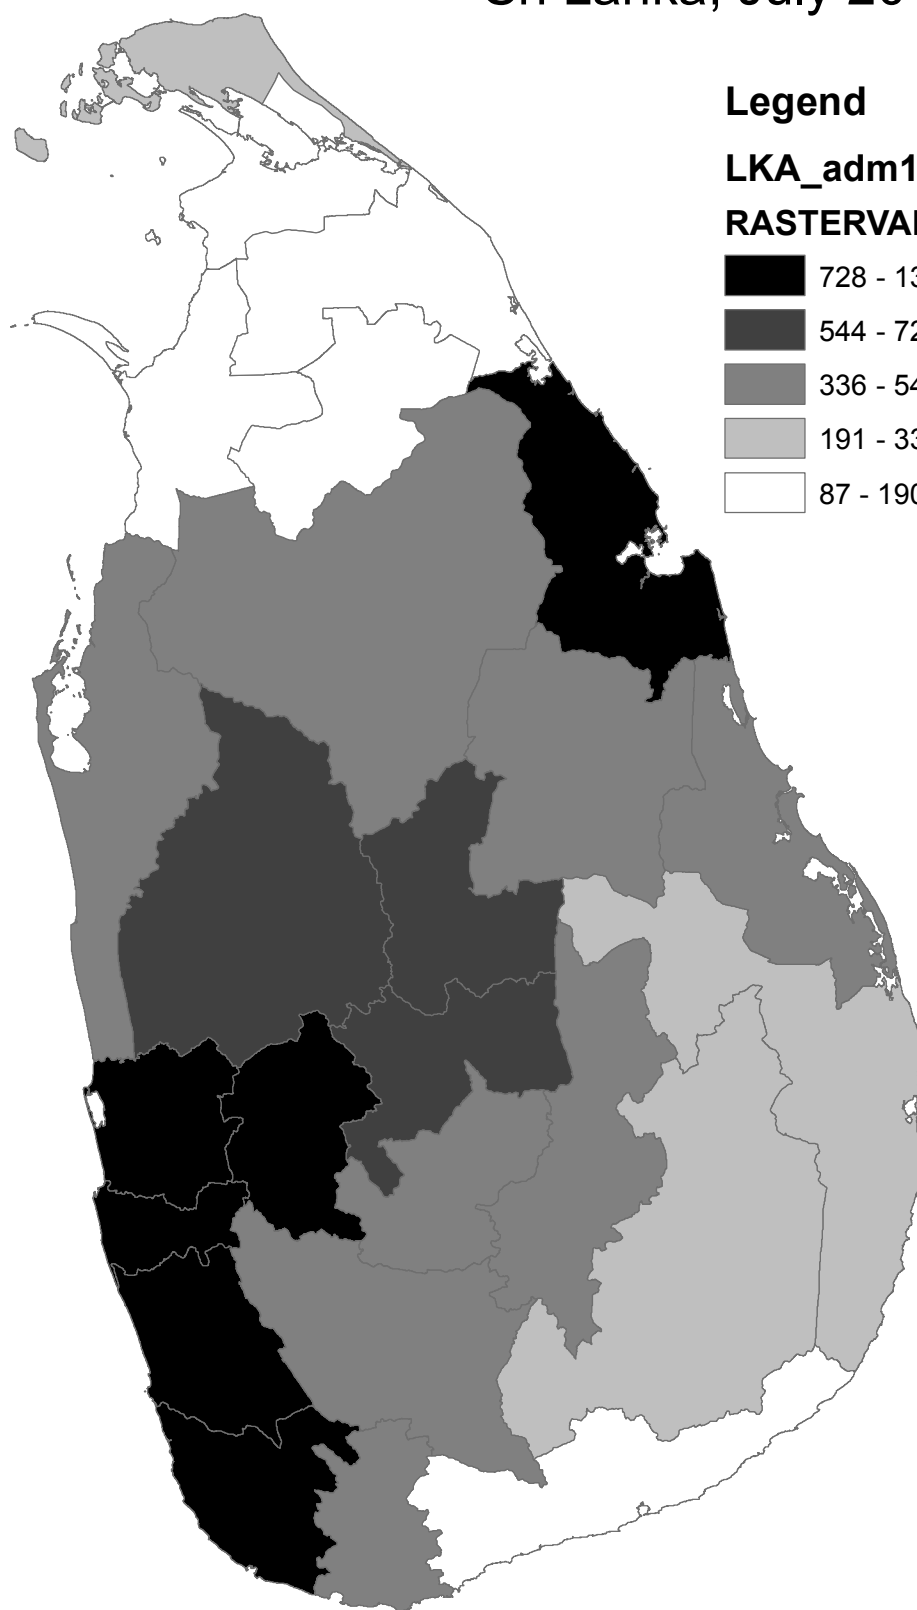 Sri Lanka, July 20
Legend
LKA_adm1
RASTERVAL
728 - 13
544 - 72
336 - 54
191 - 33
87 - 190